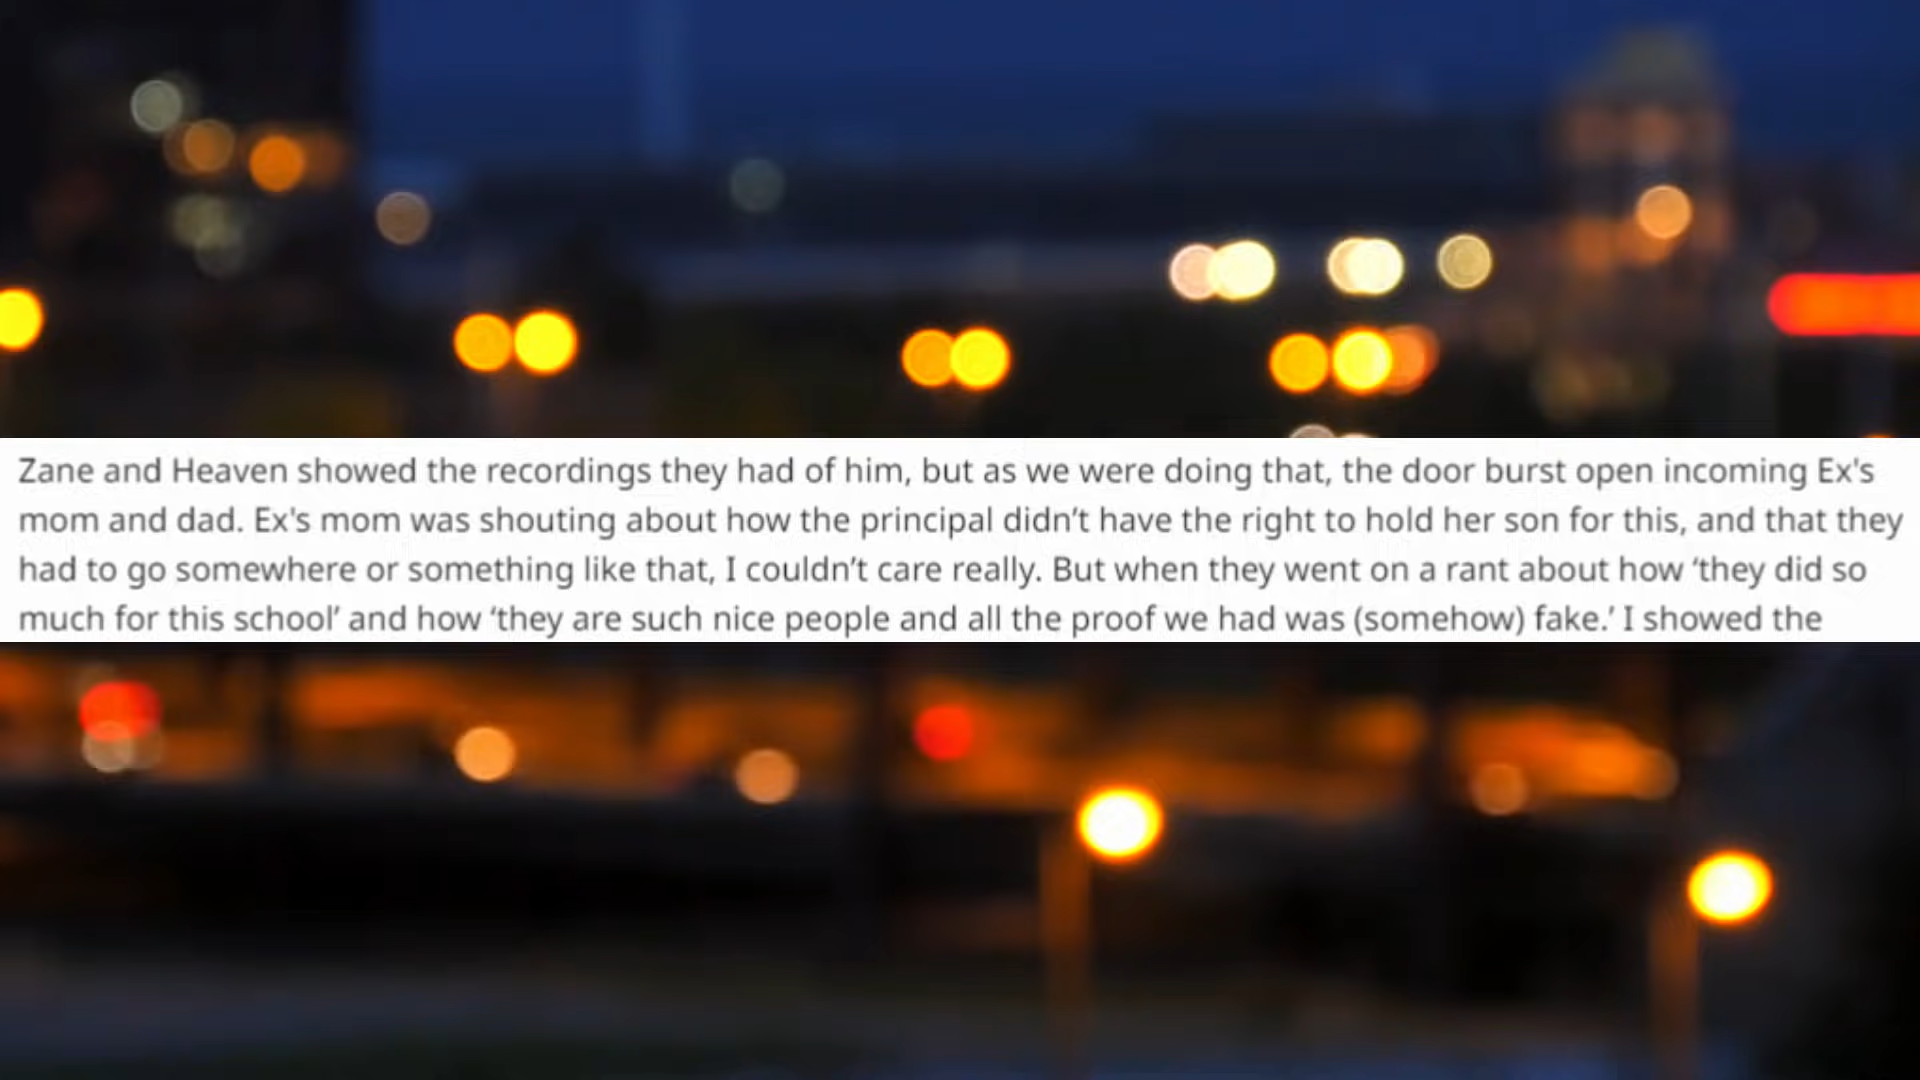 Zane and Heaven showed the recordings they had of him, but as we were doing that, the door burst open incoming Ex's
mom and dad. Ex's mom was shouting about how the principal didn’t have the right to hold her son for this, and that they
had to go somewhere or something like that, I couldn’t care really. But when they went on a rant about how ‘they did so
much for this school’ and how ‘they are such nice people and all the proof we had was (somehow) fake.’ I showed the